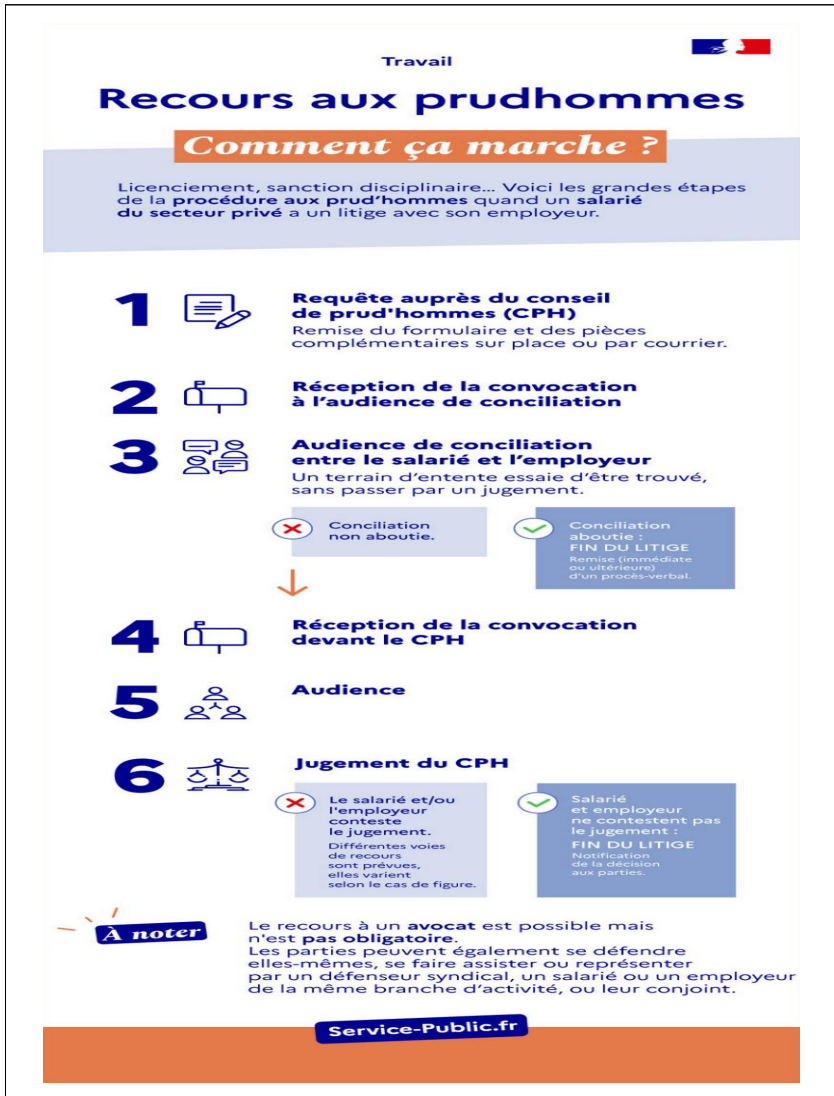 Travail
Recours aux prudhommes
Comment ça marche ?
Licenciement, sanction disciplinaire... Voici les grandes étapes
de la procédure aux prud'hommes quand un salarié
du secteur privé a un litige avec son employeur.
1
Requête auprès du conseil
de prud'hommes (CPH)
Remise du formulaire et des pièces
complémentaires sur place ou par courrier.
2
Réception de la convocation
à l'audience de conciliation
3
Audience de conciliation
entre le salarié et l'employeur
Un terrain d'entente essaie d'être trouvé,
sans passer par un jugement.
Conciliation
non aboutie.
Conciliation
aboutie :
FIN DU LITIGE
Remise (immédiate
ou ultérieure)
d'un procès-verbal.
4
Réception de la convocation
devant le CPH
5
Audience
6
Jugement du CPH
Le salarié et/ou
l'employeur
conteste
le jugement.
Différentes voies
de recours
sont prévues,
elles varient
selon le cas de figure.
Salarié
et employeur
ne contestent pas
le jugement :
FIN DU LITIGE
Notification
de la décision
aux parties.
À noter
Le recours à un avocat est possible mais
n'est pas obligatoire.
Les parties peuvent également se défendre
elles-mêmes, se faire assister ou représenter
par un défenseur syndical, un salarié ou un employeur
de la même branche d'activité, ou leur conjoint.
Service-Public.fr